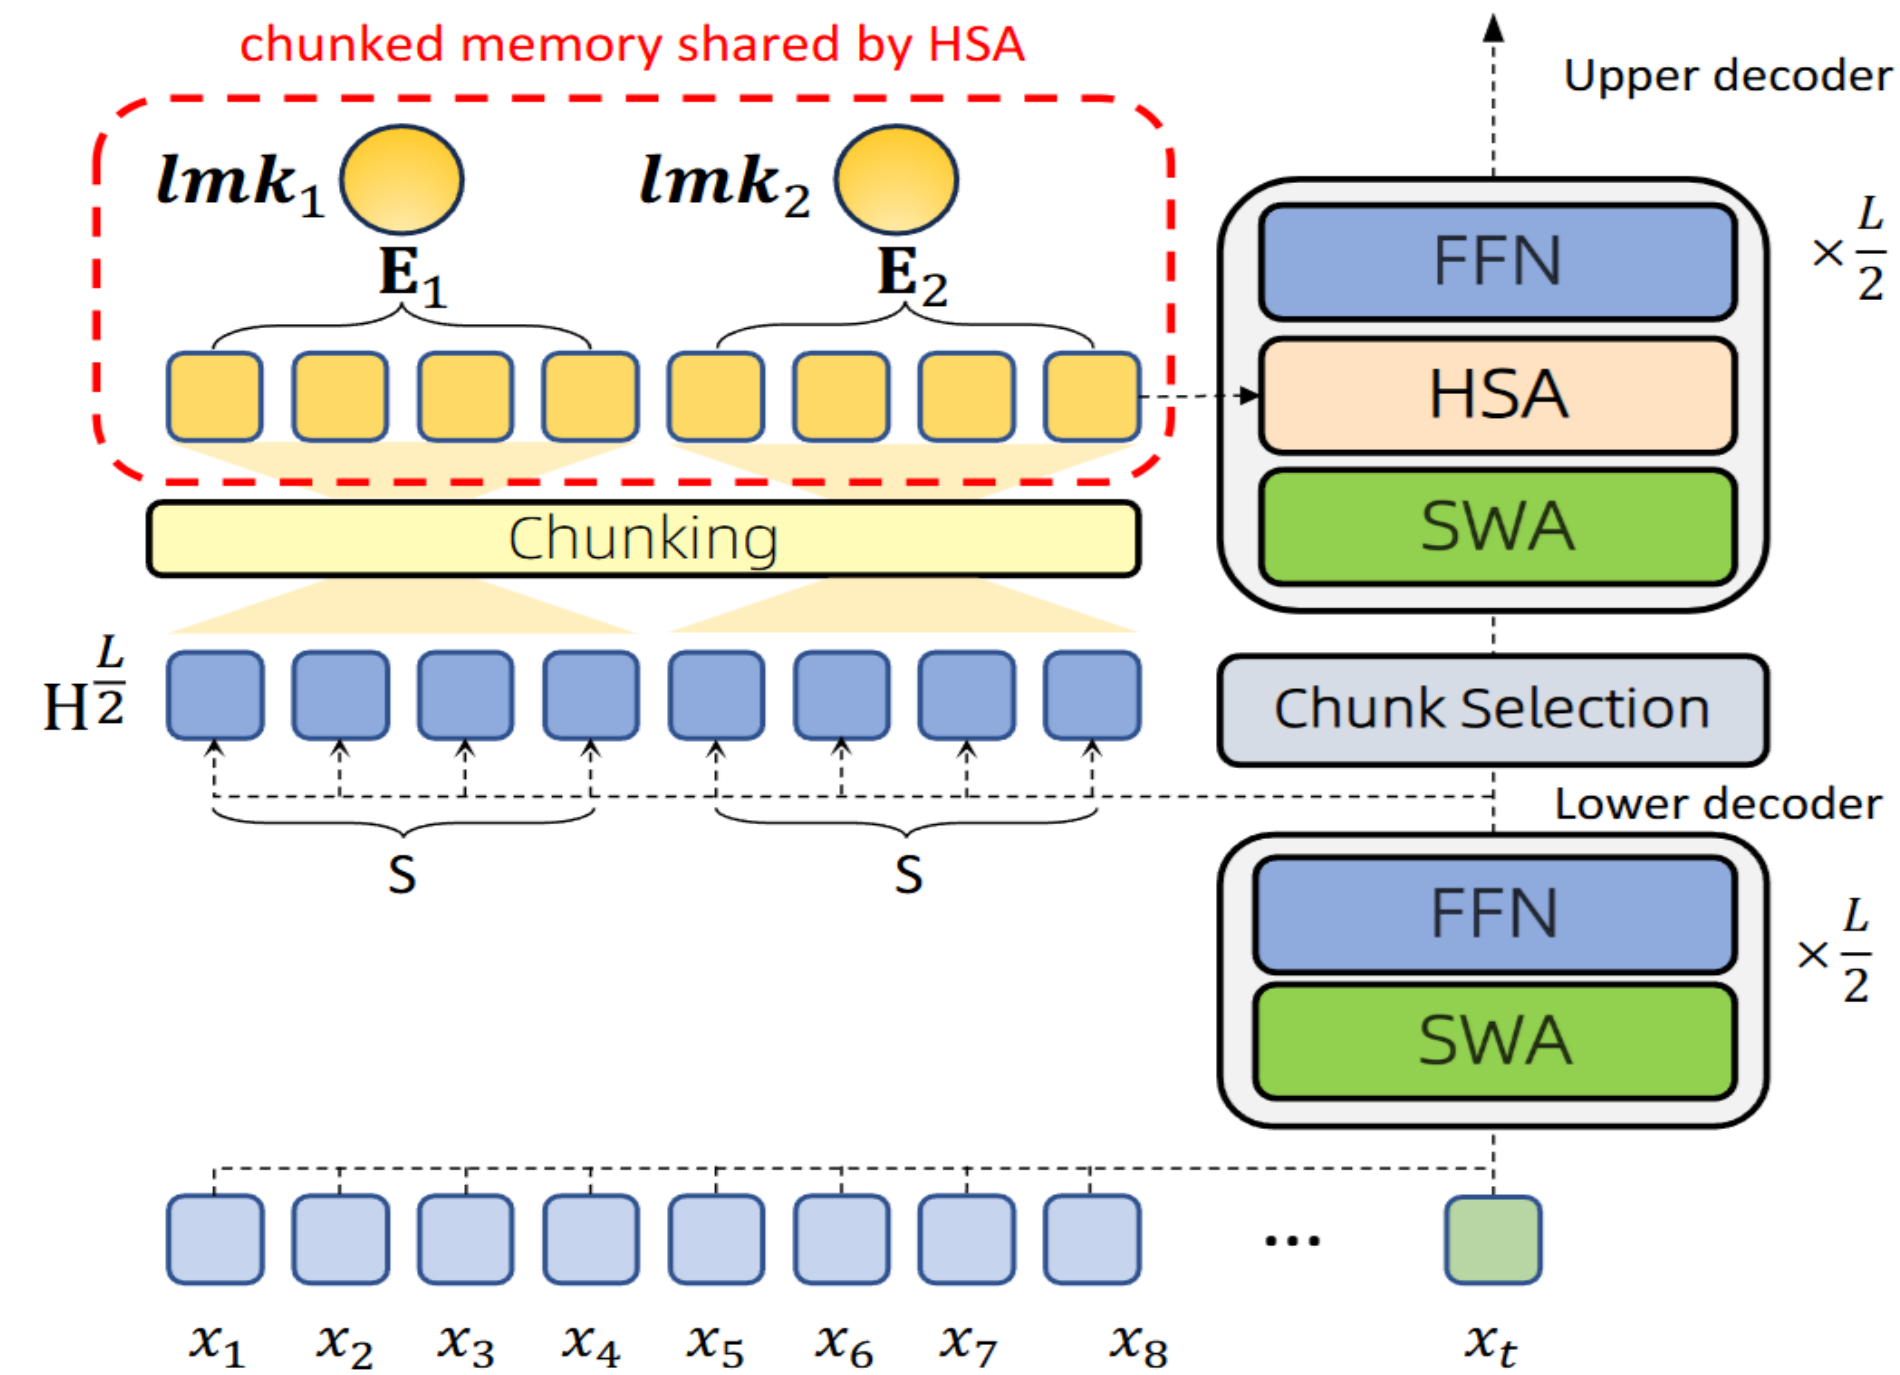 chunked memory shared by HSA
Upper decoder
lmk₁
lmk₂
E₁
E₂
FFN
× L/2
HSA
SWA
Chunking
H^{L/2}
Chunk Selection
Lower decoder
S
S
FFN
× L/2
SWA
...
x₁ x₂ x₃ x₄ x₅ x₆ x₇ x₈ xₜ